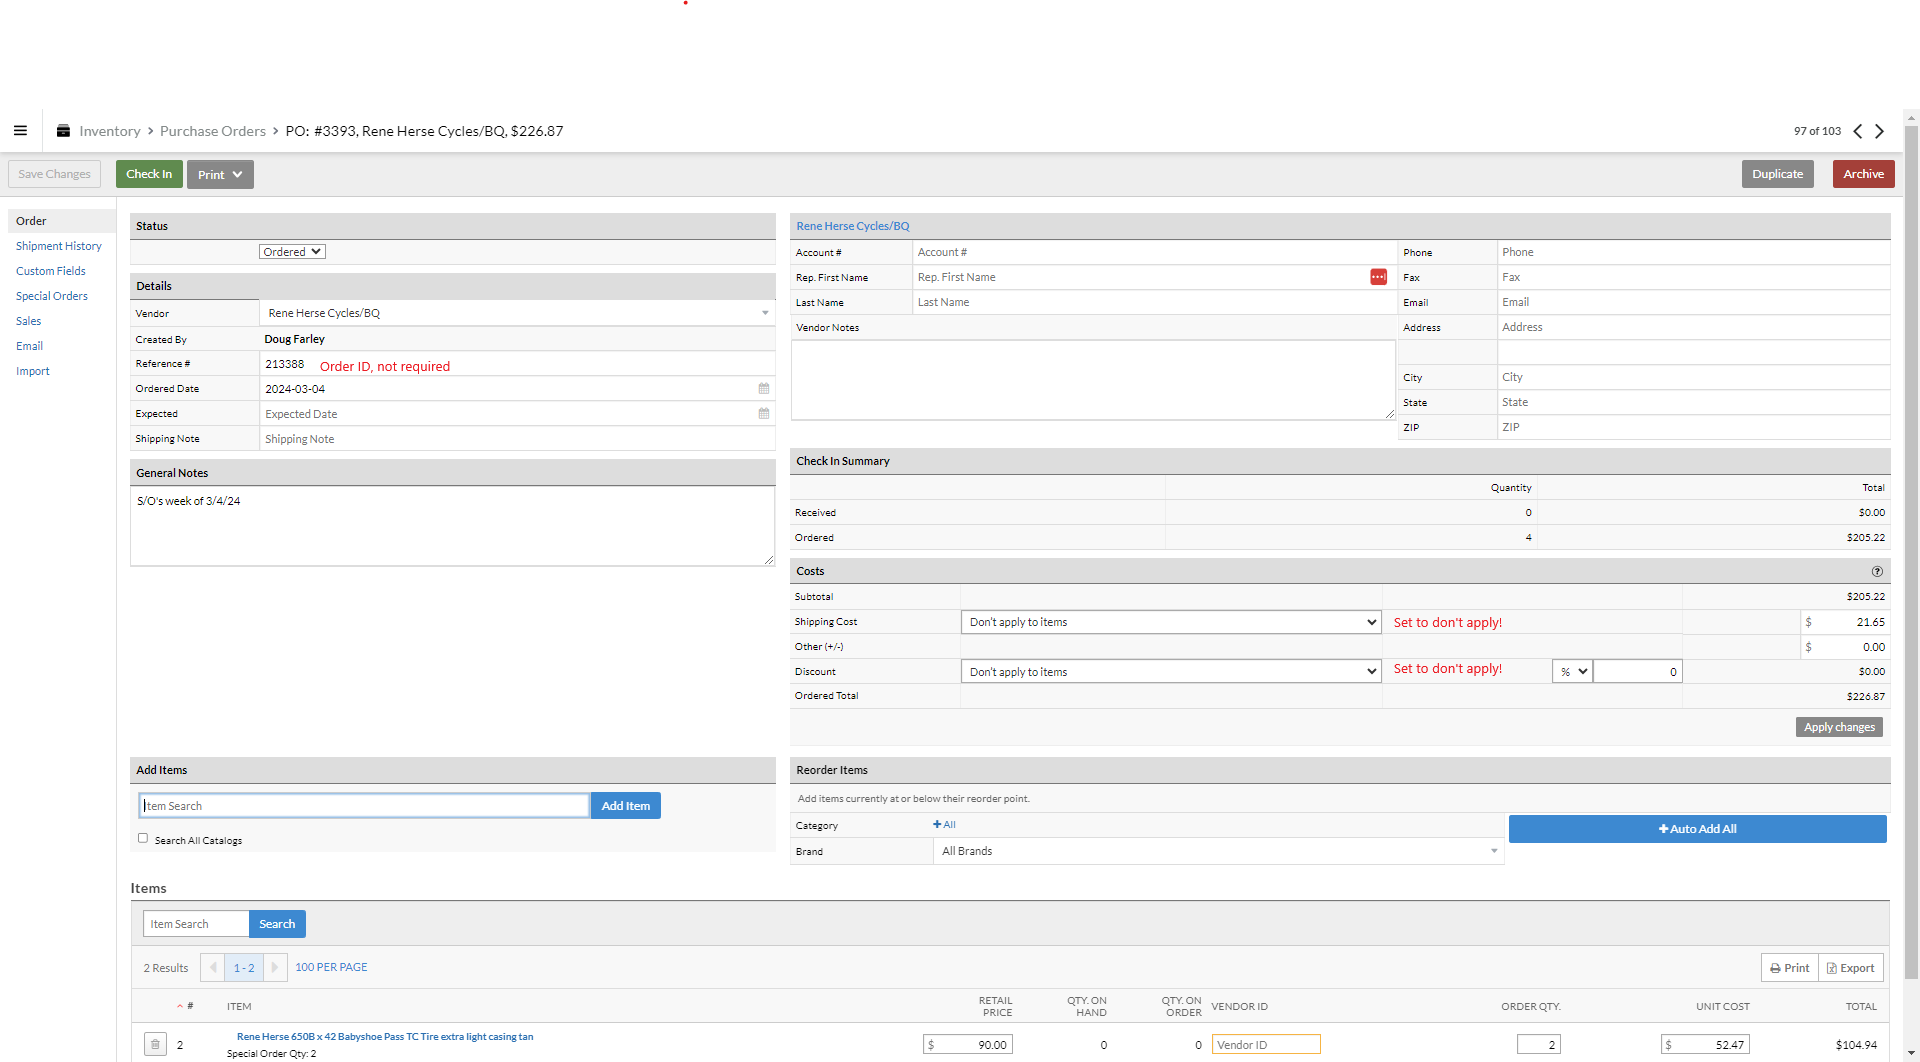 Inventory > Purchase Orders > PO: #3393, Rene Herse Cycles/BQ, $226.87
97 of 103
Save Changes Check In Print Duplicate Archive
Order
Shipment History
Custom Fields
Special Orders
Sales
Email
Import
Status
Ordered
Details
Vendor Rene Herse Cycles/BQ
Created By Doug Farley
Reference # 213388 Order ID, not required
Ordered Date 2024-03-04
Expected Expected Date
Shipping Note Shipping Note
General Notes
S/O's week of 3/4/24
Rene Herse Cycles/BQ
Account # Account # Phone Phone
Rep. First Name Rep. First Name Fax Fax
Last Name Last Name Email Email
Vendor Notes Address Address
City City
State State
ZIP ZIP
Check In Summary
Quantity Total
Received 0 $0.00
Ordered 4 $205.22
Costs ?
Subtotal $205.22
Shipping Cost Don't apply to items Set to don't apply! $ 21.65
Other (+/-) $ 0.00
Discount Don't apply to items Set to don't apply! % 0 $0.00
Ordered Total $226.87
Apply changes
Add Items
Item Search Add Item
Search All Catalogs
Reorder Items
Add items currently at or below their reorder point.
Category + All + Auto Add All
Brand All Brands
Items
Item Search Search
2 Results 1 - 2 100 PER PAGE Print Export
# ITEM RETAIL PRICE QTY. ON HAND QTY. ON ORDER VENDOR ID ORDER QTY. UNIT COST TOTAL
2 Rene Herse 650B x 42 Babyshoe Pass TC Tire extra light casing tan $ 90.00 0 0 Vendor ID 2 $ 52.47 $104.94
Special Order Qty: 2